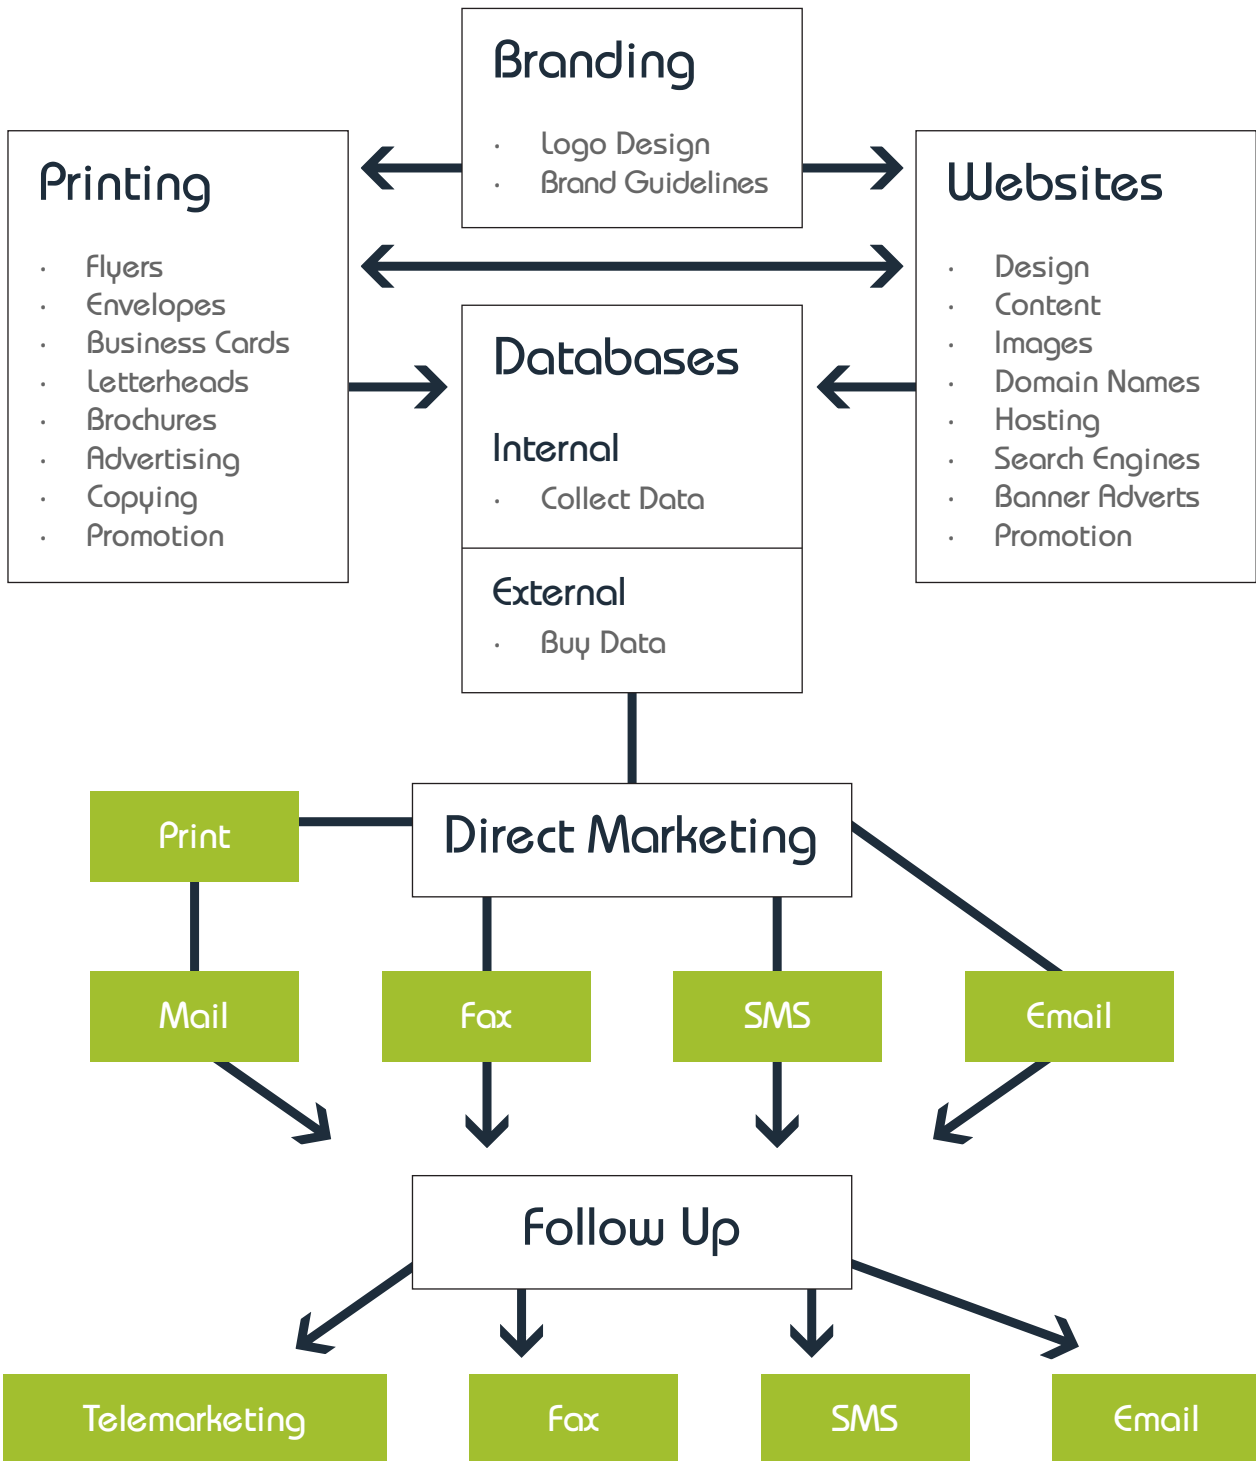 Branding
· Logo Design
· Brand Guidelines
Printing
· Flyers
· Envelopes
· Business Cards
· Letterheads
· Brochures
· Advertising
· Copying
· Promotion
Websites
· Design
· Content
· Images
· Domain Names
· Hosting
· Search Engines
· Banner Adverts
· Promotion
Databases
Internal
· Collect Data
External
· Buy Data
Direct Marketing
Print
Mail
Fax
SMS
Email
Follow Up
Telemarketing
Fax
SMS
Email